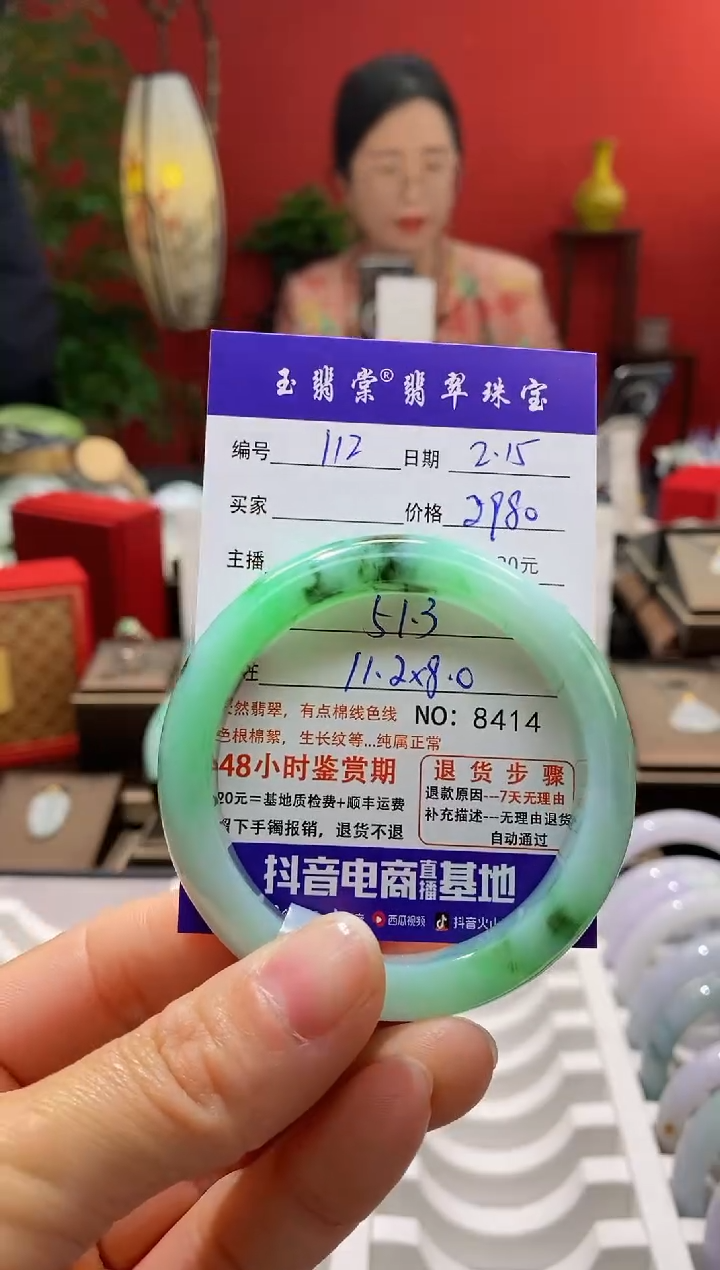 玉翡棠®翡翠珠宝
编号 112 日期 2.15
买家 价格 2980
主播 20元
51.3
注 11.2x8.0
天然翡翠，有点棉线色线 NO：8414
色根棉絮，生长纹等...纯属正常
48小时鉴赏期
20元=基地质检费+顺丰运费
留下手镯报销，退货不退
退货步骤
退款原因---7天无理由
补充描述---无理由退货
自动通过
抖音电商直播基地
西瓜视频 抖音火山